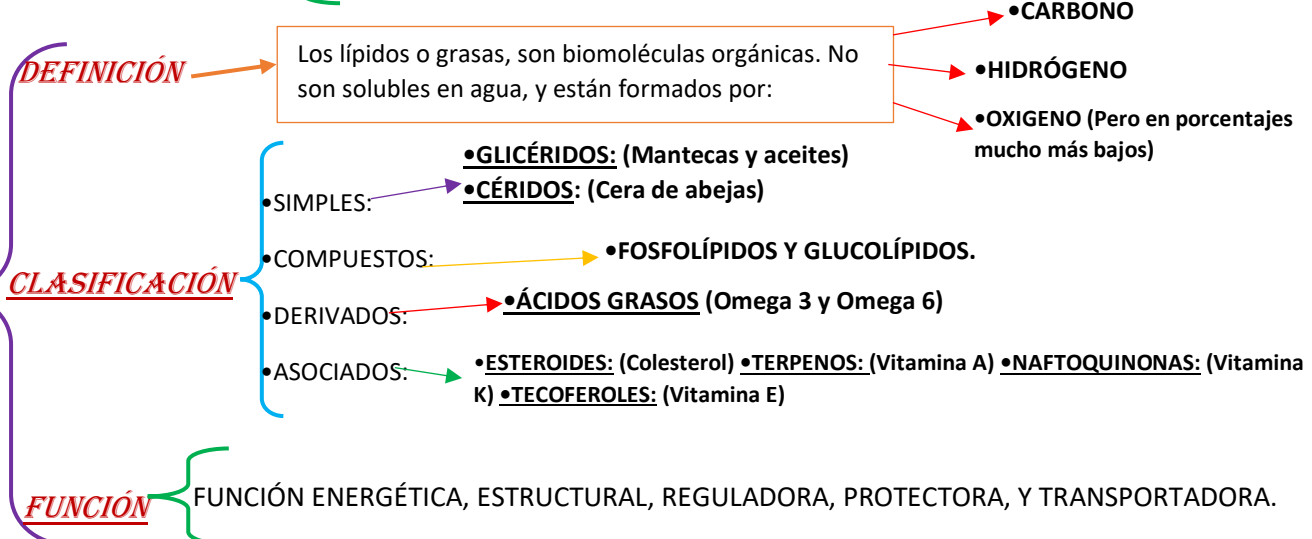 •CARBONO
DEFINICIÓN
Los lípidos o grasas, son biomoléculas orgánicas. No
son solubles en agua, y están formados por:
•HIDRÓGENO
•OXIGENO (Pero en porcentajes
mucho más bajos)
•GLICÉRIDOS: (Mantecas y aceites)
•SIMPLES:
•CÉRIDOS: (Cera de abejas)
•COMPUESTOS:
•FOSFOLÍPIDOS Y GLUCOLÍPIDOS.
CLASIFICACIÓN
•DERIVADOS:
•ÁCIDOS GRASOS (Omega 3 y Omega 6)
•ASOCIADOS:
•ESTEROIDES: (Colesterol) •TERPENOS: (Vitamina A) •NAFTOQUINONAS: (Vitamina
K) •TECOFEROLES: (Vitamina E)
FUNCIÓN
FUNCIÓN ENERGÉTICA, ESTRUCTURAL, REGULADORA, PROTECTORA, Y TRANSPORTADORA.